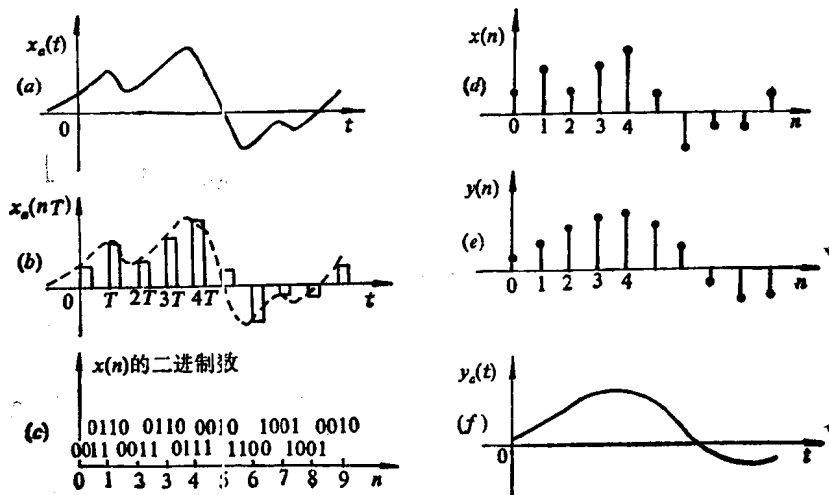 xₐ(t)
(a)
0
t
xₐ(nT)
(b)
0 T 2T 3T 4T t
x(n)的二进制数
(c)
0110 0110 0010 1001 0010
0011 0011 0111 1100 1001
0 1 2 3 4 5 6 7 8 9 n
x(n)
(d)
0 1 2 3 4 n
y(n)
(e)
0 1 2 3 4 n
yₐ(t)
(f)
0
t